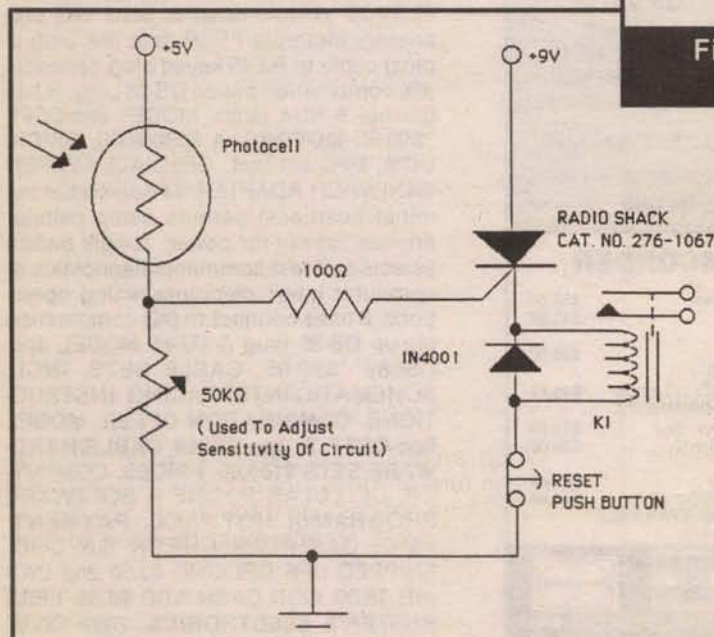 Fi
+5V
+9V
Photocell
RADIO SHACK
CAT. NO. 276-1067
100Ω
IN4001
50KΩ
( Used To Adjust
Sensitivity Of Circuit)
K1
RESET
PUSH BUTTON